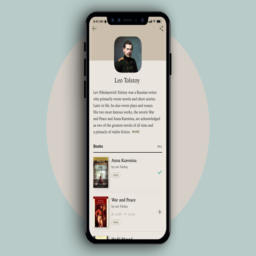 Leo Tolstoy
Lev Nikolayevich Tolstoy was a Russian writer
who primarily wrote novels and short stories.
Later in life, he also wrote plays and essays.
His two most famous works, the novels War
and Peace and Anna Karenina, are acknowledged
as two of the greatest novels of all time and
a pinnacle of realist fiction.
Books
Anna Karenina
by Leo Tolstoy
War and Peace
by Leo Tolstoy